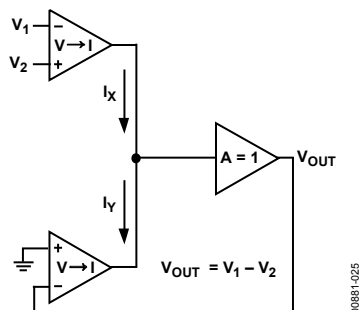 V1
V2
−
+
V→I
IX
IY
A = 1
VOUT
+
−
V→I
VOUT = V1 – V2
00881-025